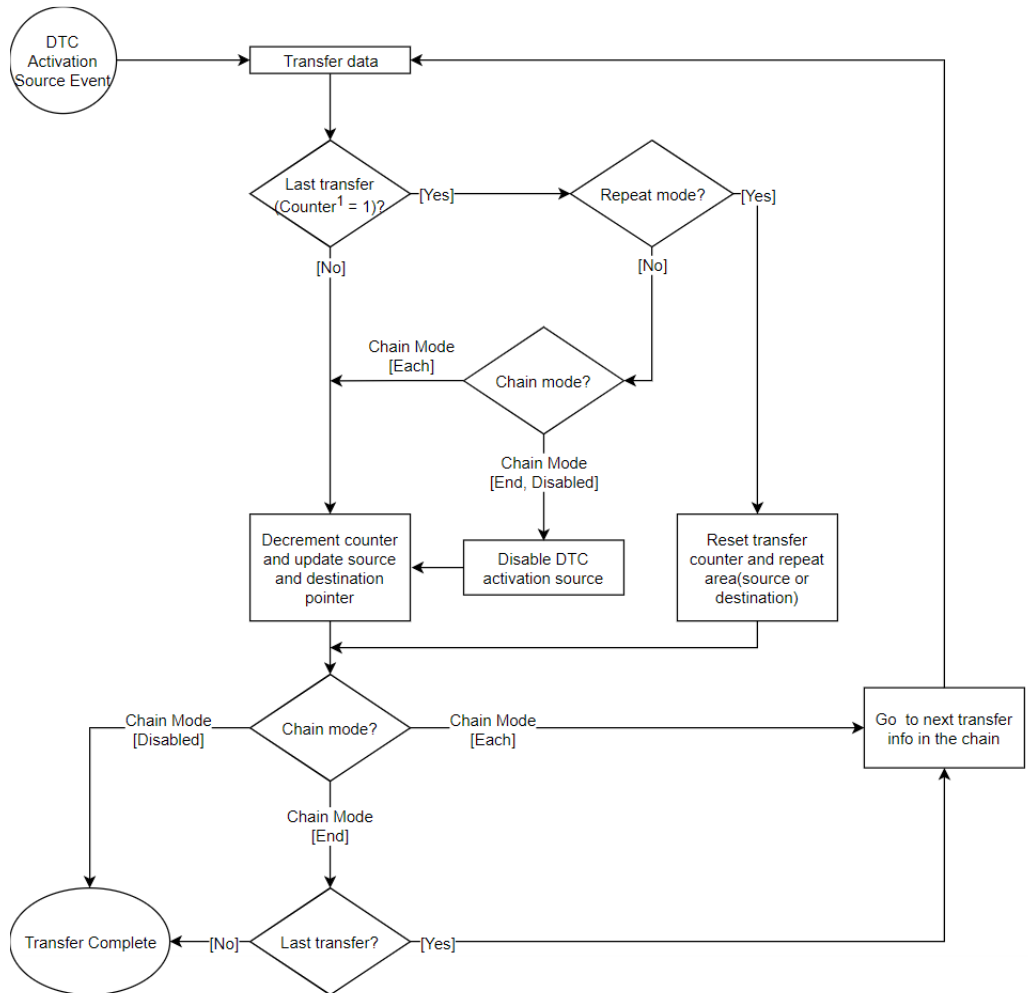 DTC
Activation
Source Event
Transfer data
Last transfer
(Counter1 = 1)?
[Yes]
Repeat mode?
[Yes]
[No]
[No]
Chain Mode
[Each]
Chain mode?
Chain Mode
[End, Disabled]
Decrement counter
and update source
and destination
pointer
Disable DTC
activation source
Reset transfer
counter and repeat
area(source or
destination)
Chain Mode
[Disabled]
Chain mode?
Chain Mode
[Each]
Go to next transfer
info in the chain
Chain Mode
[End]
Transfer Complete
[No]
Last transfer?
[Yes]